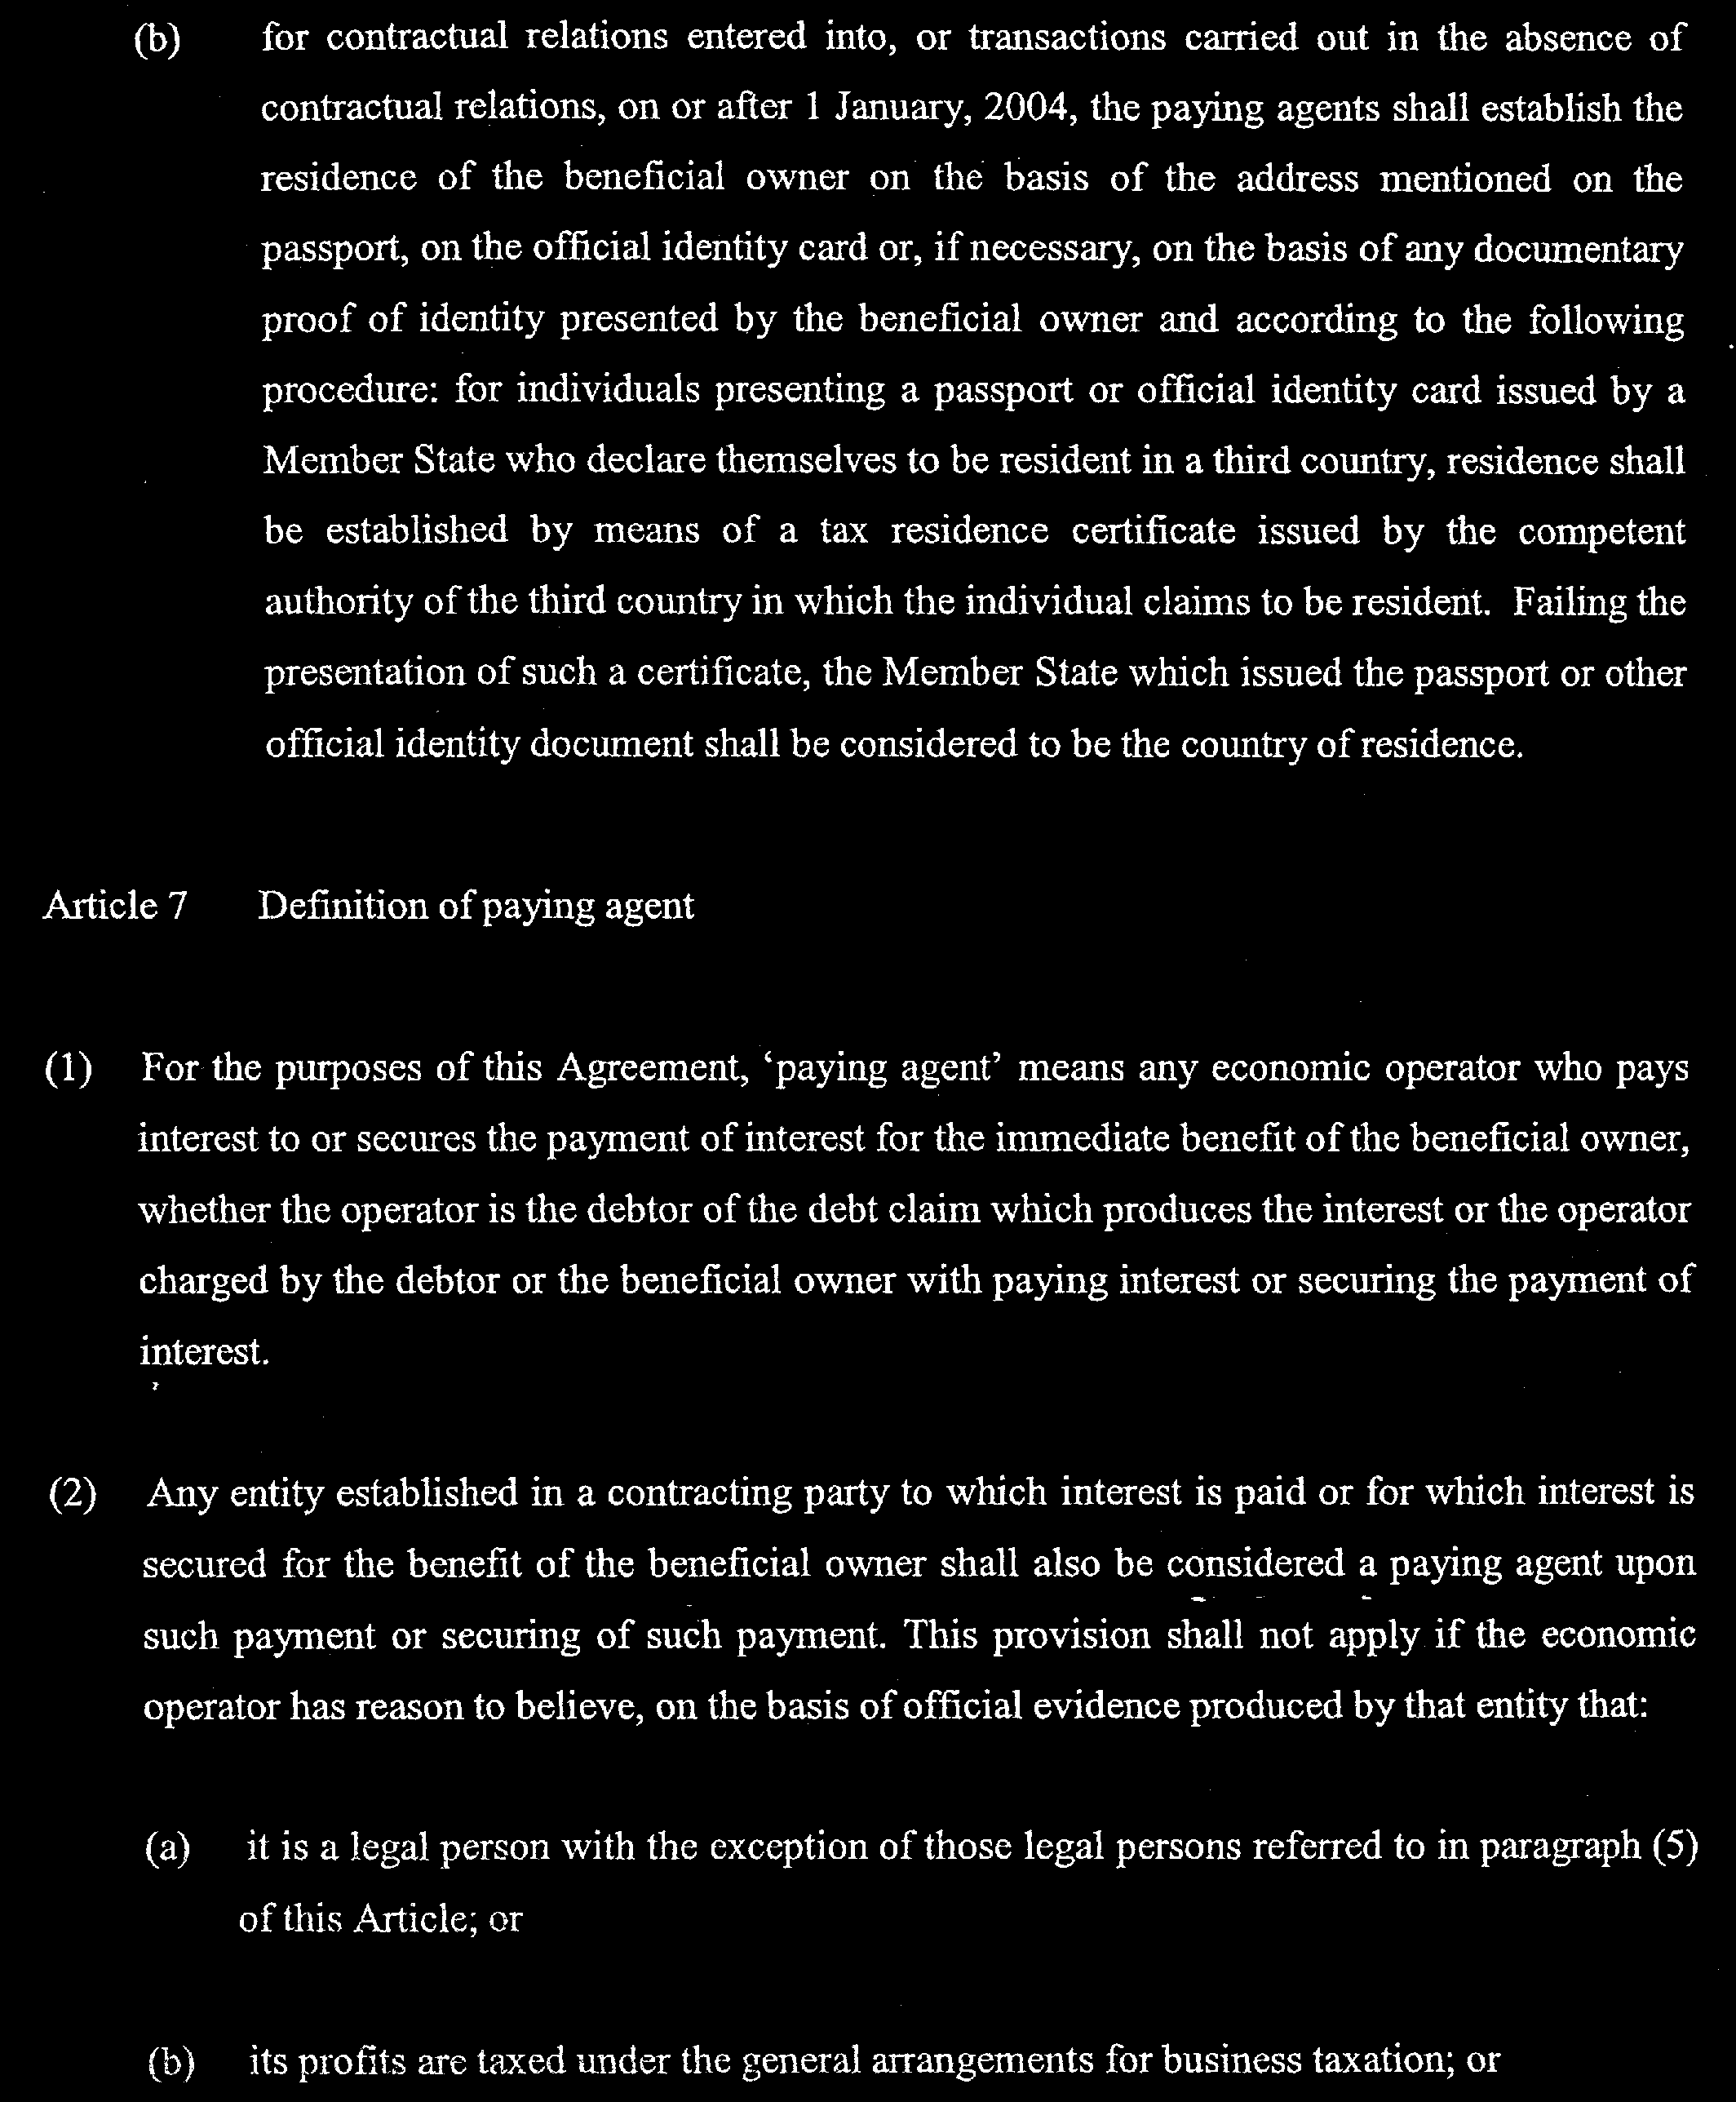 (b) for contractual relations entered into, or transactions carried out in the absence of
contractual relations, on or after 1 January, 2004, the paying agents shall establish the
residence of the beneficial owner on the basis of the address mentioned on the
passport, on the official identity card or, if necessary, on the basis of any documentary
proof of identity presented by the beneficial owner and according to the following
procedure: for individuals presenting a passport or official identity card issued by a
Member State who declare themselves to be resident in a third country, residence shall
be established by means of a tax residence certificate issued by the competent
authority of the third country in which the individual claims to be resident. Failing the
presentation of such a certificate, the Member State which issued the passport or other
official identity document shall be considered to be the country of residence.
Article 7 Definition of paying agent
(1) For the purposes of this Agreement, ‘paying agent’ means any economic operator who pays
interest to or secures the payment of interest for the immediate benefit of the beneficial owner,
whether the operator is the debtor of the debt claim which produces the interest or the operator
charged by the debtor or the beneficial owner with paying interest or securing the payment of
interest.
(2) Any entity established in a contracting party to which interest is paid or for which interest is
secured for the benefit of the beneficial owner shall also be considered a paying agent upon
such payment or securing of such payment. This provision shall not apply if the economic
operator has reason to believe, on the basis of official evidence produced by that entity that:
(a) it is a legal person with the exception of those legal persons referred to in paragraph (5)
of this Article; or
(b) its profits are taxed under the general arrangements for business taxation; or